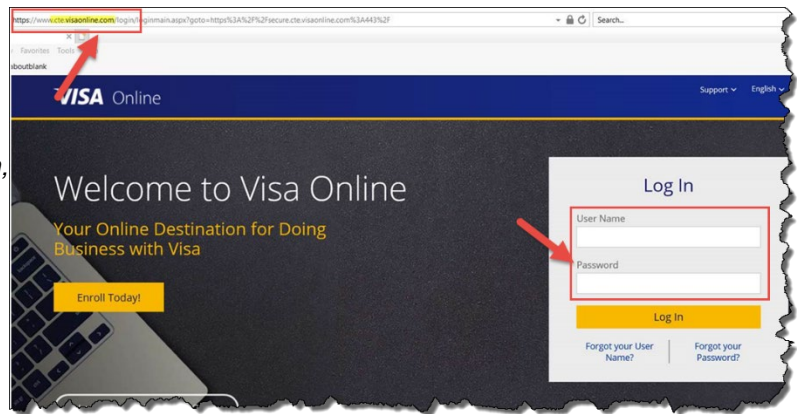 https://www.cte.visaonline.com/login/loginmain.aspx?goto=https%3A%2F%2Fsecure.cte.visaonline.com%3A443%2F
Search...
Favorites Tools
aboutblank
VISA Online
Support
English
Welcome to Visa Online
Your Online Destination for Doing
Business with Visa
Enroll Today!
Log In
User Name
Password
Log In
Forgot your User
Name?
Forgot your
Password?